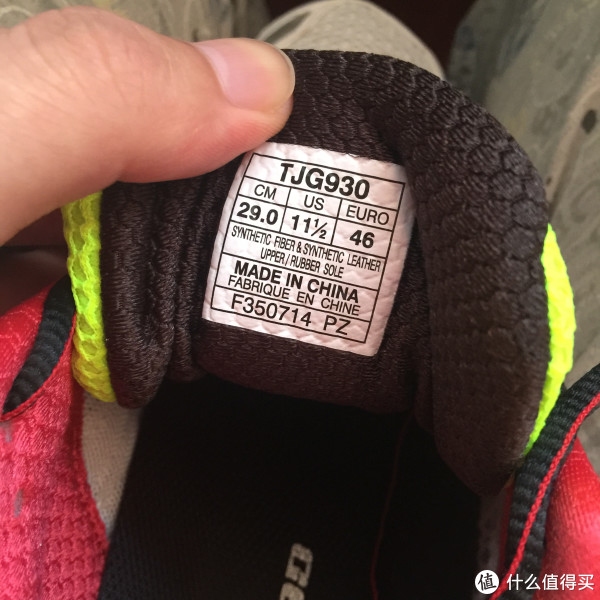 TJG930
CM US EURO
29.0 11½ 46
SYNTHETIC FIBER & SYNTHETIC LEATHER
UPPER / RUBBER SOLE
MADE IN CHINA
FABRIQUE EN CHINE
F350714 PZ
值 什么值得买